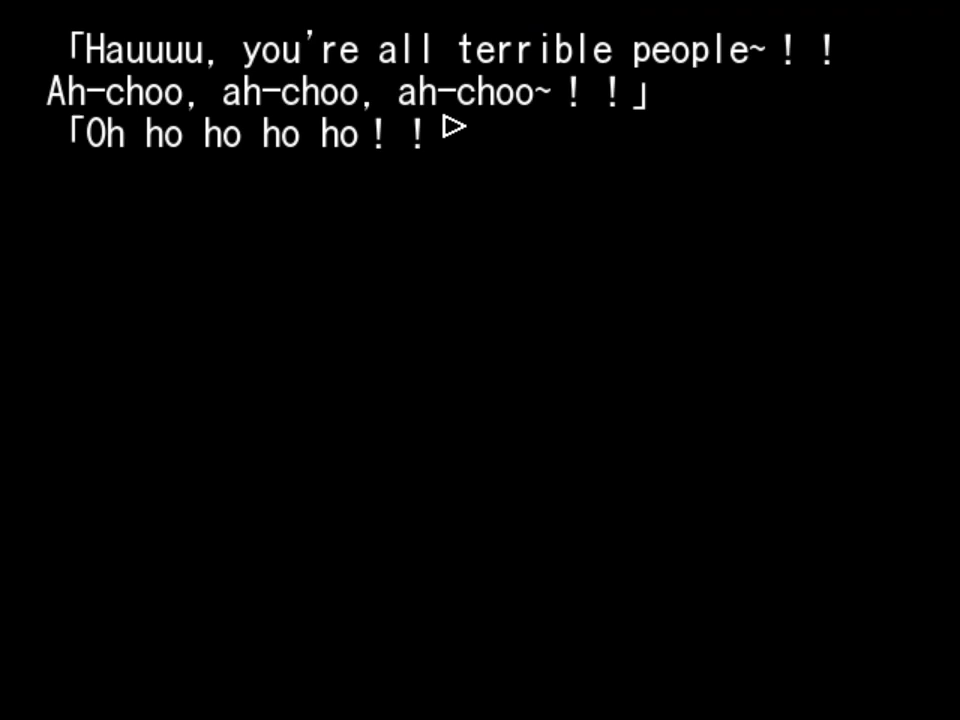 「Hauuuu, you're all terrible people~！！
Ah-choo, ah-choo, ah-choo~！！」
「Oh ho ho ho ho！！